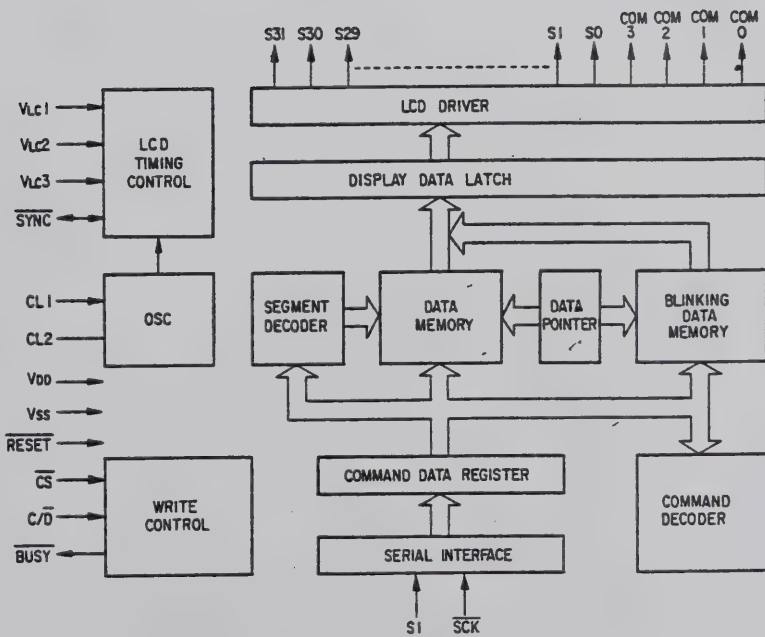 S31 S30 S29 S1 S0 COM 3 COM 2 COM 1 COM 0
LCD DRIVER
DISPLAY DATA LATCH
VLC1
VLC2
VLC3
SYNC
LCD
TIMING
CONTROL
CL1
CL2
OSC
VDD
VSS
RESET
CS
C/D
BUSY
WRITE
CONTROL
SEGMENT
DECODER
DATA
MEMORY
DATA
POINTER
BLINKING
DATA
MEMORY
COMMAND DATA REGISTER
COMMAND
DECODER
SERIAL INTERFACE
SI SCK